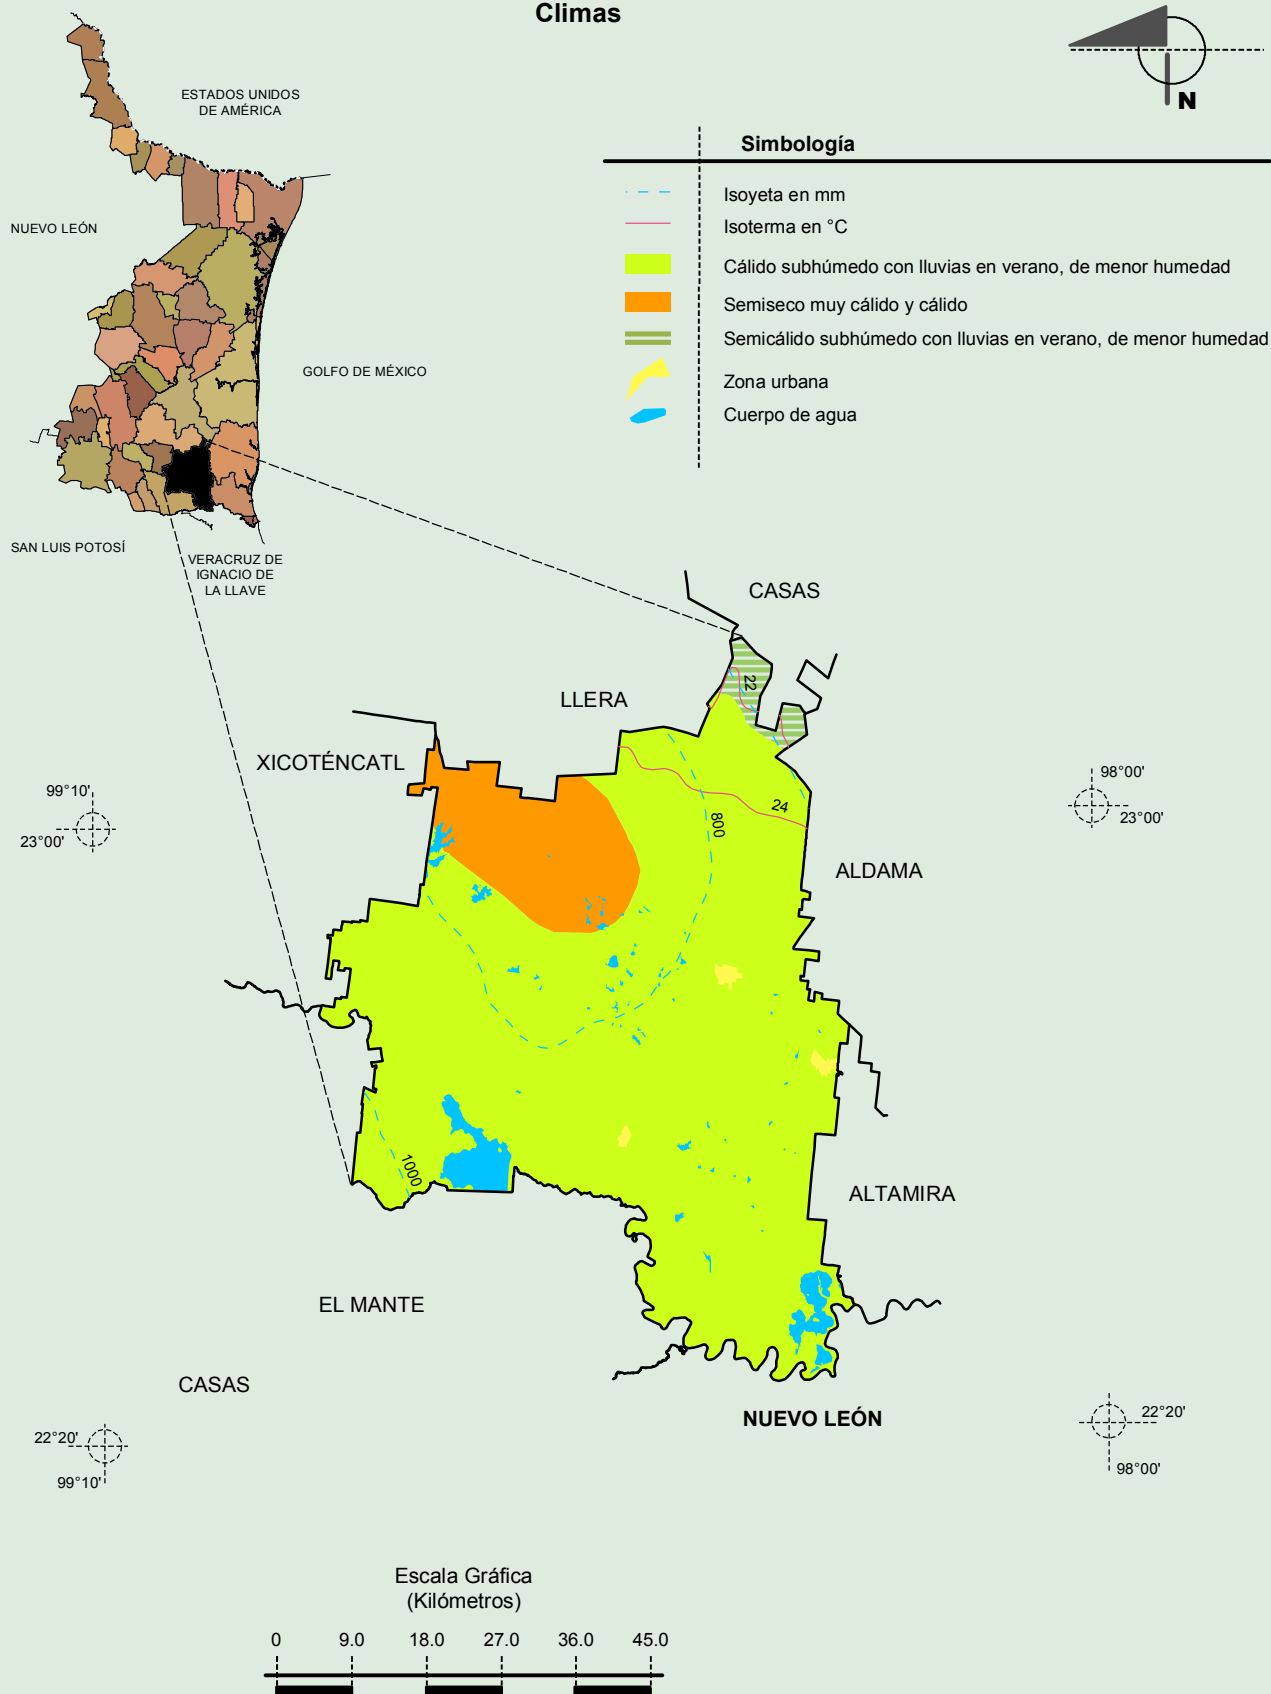 Climas
N
ESTADOS UNIDOS
DE AMÉRICA
NUEVO LEÓN
GOLFO DE MÉXICO
SAN LUIS POTOSÍ
VERACRUZ DE
IGNACIO DE
LA LLAVE
Simbología
Isoyeta en mm
Isoterma en °C
Cálido subhúmedo con lluvias en verano, de menor humedad
Semiseco muy cálido y cálido
Semicálido subhúmedo con lluvias en verano, de menor humedad
Zona urbana
Cuerpo de agua
CASAS
LLERA
22
XICOTÉNCATL
99°10'
23°00'
98°00'
23°00'
24
800
ALDAMA
1000
ALTAMIRA
EL MANTE
CASAS
NUEVO LEÓN
22°20'
99°10'
22°20'
98°00'
Escala Gráfica
(Kilómetros)
0 9.0 18.0 27.0 36.0 45.0